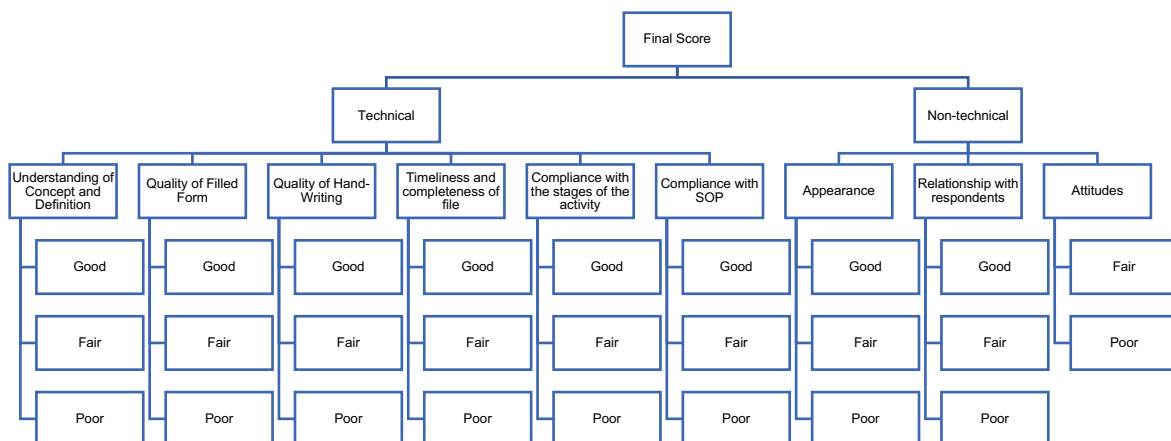 Final Score
Technical
Non-technical
Understanding of
Concept and
Definition
Quality of Filled
Form
Quality of Hand-
Writing
Timeliness and
completeness of
file
Compliance with
the stages of the
activity
Compliance with
SOP
Appearance
Relationship with
respondents
Attitudes
Good
Good
Good
Good
Good
Good
Good
Good
Fair
Fair
Fair
Fair
Fair
Fair
Fair
Fair
Fair
Poor
Poor
Poor
Poor
Poor
Poor
Poor
Poor
Poor